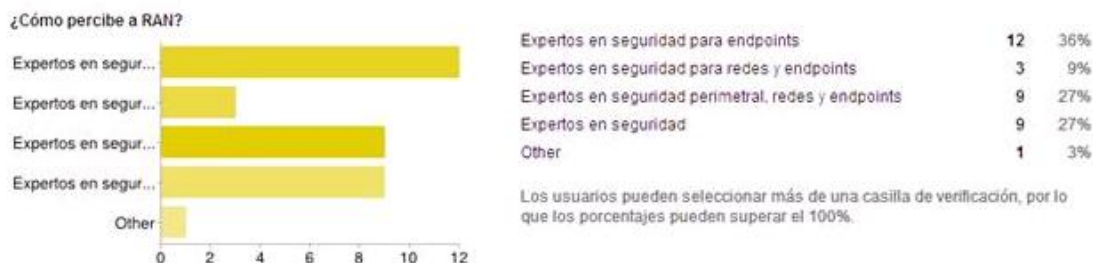 ¿Cómo percibe a RAN?
Expertos en segur...
Expertos en segur...
Expertos en segur...
Expertos en segur...
Other
0 2 4 6 8 10 12
Expertos en seguridad para endpoints 12 36%
Expertos en seguridad para redes y endpoints 3 9%
Expertos en seguridad perimetral, redes y endpoints 9 27%
Expertos en seguridad 9 27%
Other 1 3%
Los usuarios pueden seleccionar más de una casilla de verificación, por lo
que los porcentajes pueden superar el 100%.